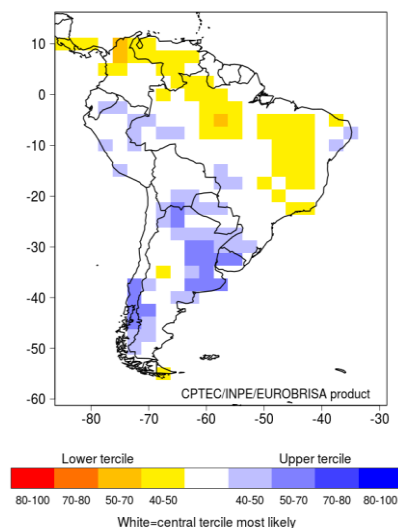 10
0
-10
-20
-30
-40
-50
-60
CPTEC/INPE/EUROBRISA product
-80 -70 -60 -50 -40 -30
Lower tercile Upper tercile
80-100 70-80 50-70 40-50 40-50 50-70 70-80 80-100
White=central tercile most likely